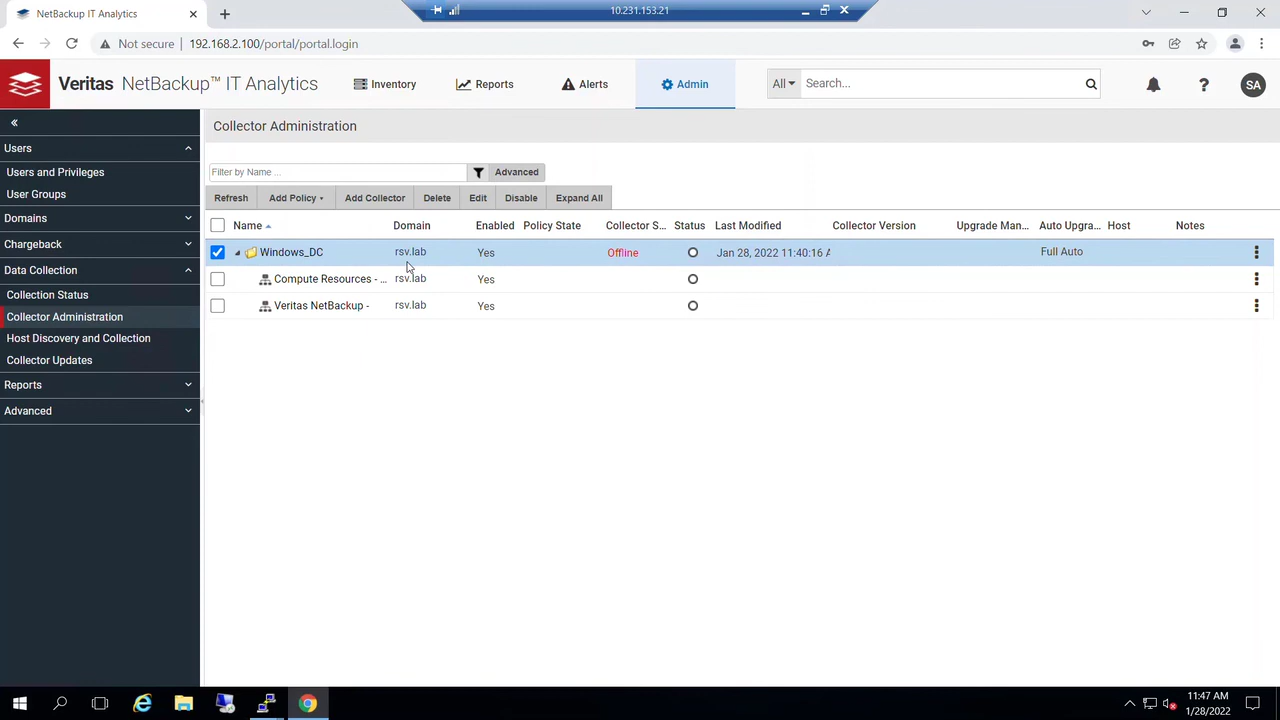 NetBackup IT Analytics
10.231.153.21
Not secure 192.168.2.100/portal/portal.login
Veritas NetBackup™ IT Analytics
Inventory
Reports
Alerts
Admin
All
Search...
?
SA
«
Users
Users and Privileges
User Groups
Domains
Chargeback
Data Collection
Collection Status
Collector Administration
Host Discovery and Collection
Collector Updates
Reports
Advanced
Collector Administration
Filter by Name ...
Advanced
Refresh Add Policy Add Collector Delete Edit Disable Expand All
Name Domain Enabled Policy State Collector S... Status Last Modified Collector Version Upgrade Man... Auto Upgra... Host Notes
Windows_DC rsv.lab Yes Offline Jan 28, 2022 11:40:16 A Full Auto
Compute Resources - ... rsv.lab Yes
Veritas NetBackup - rsv.lab Yes
11:47 AM
1/28/2022